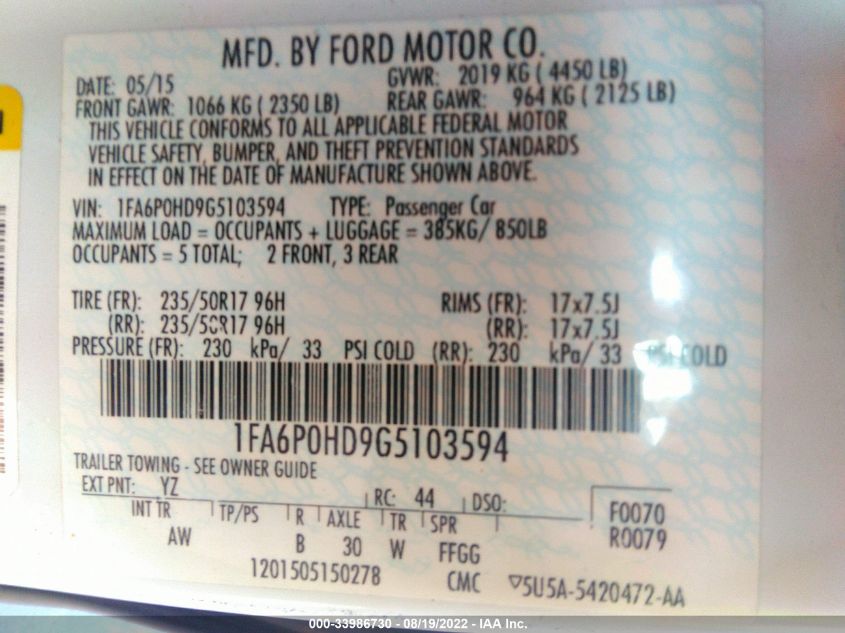 MFD. BY FORD MOTOR CO.
DATE: 05/15 GVWR: 2019 KG ( 4450 LB)
FRONT GAWR: 1066 KG ( 2350 LB) REAR GAWR: 964 KG ( 2125 LB)
THIS VEHICLE CONFORMS TO ALL APPLICABLE FEDERAL MOTOR
VEHICLE SAFETY, BUMPER, AND THEFT PREVENTION STANDARDS
IN EFFECT ON THE DATE OF MANUFACTURE SHOWN ABOVE.
VIN: 1FA6P0HD9G5103594 TYPE: Passenger Car
MAXIMUM LOAD = OCCUPANTS + LUGGAGE = 385KG/ 850LB
OCCUPANTS = 5 TOTAL; 2 FRONT, 3 REAR
TIRE (FR): 235/50R17 96H RIMS (FR): 17x7.5J
(RR): 235/50R17 96H (RR): 17x7.5J
PRESSURE (FR): 230 kPa/ 33 PSI COLD (RR): 230 kPa/ 33 PSI COLD
1FA6P0HD9G5103594
TRAILER TOWING - SEE OWNER GUIDE
EXT PNT: YZ RC: 44 DSO: F0070
INT TR TP/PS R AXLE TR SPR R0079
AW B 30 W FFGG
1201505150278 CMC ▽5U5A-5420472-AA
000-33986730 - 08/19/2022 - IAA Inc.